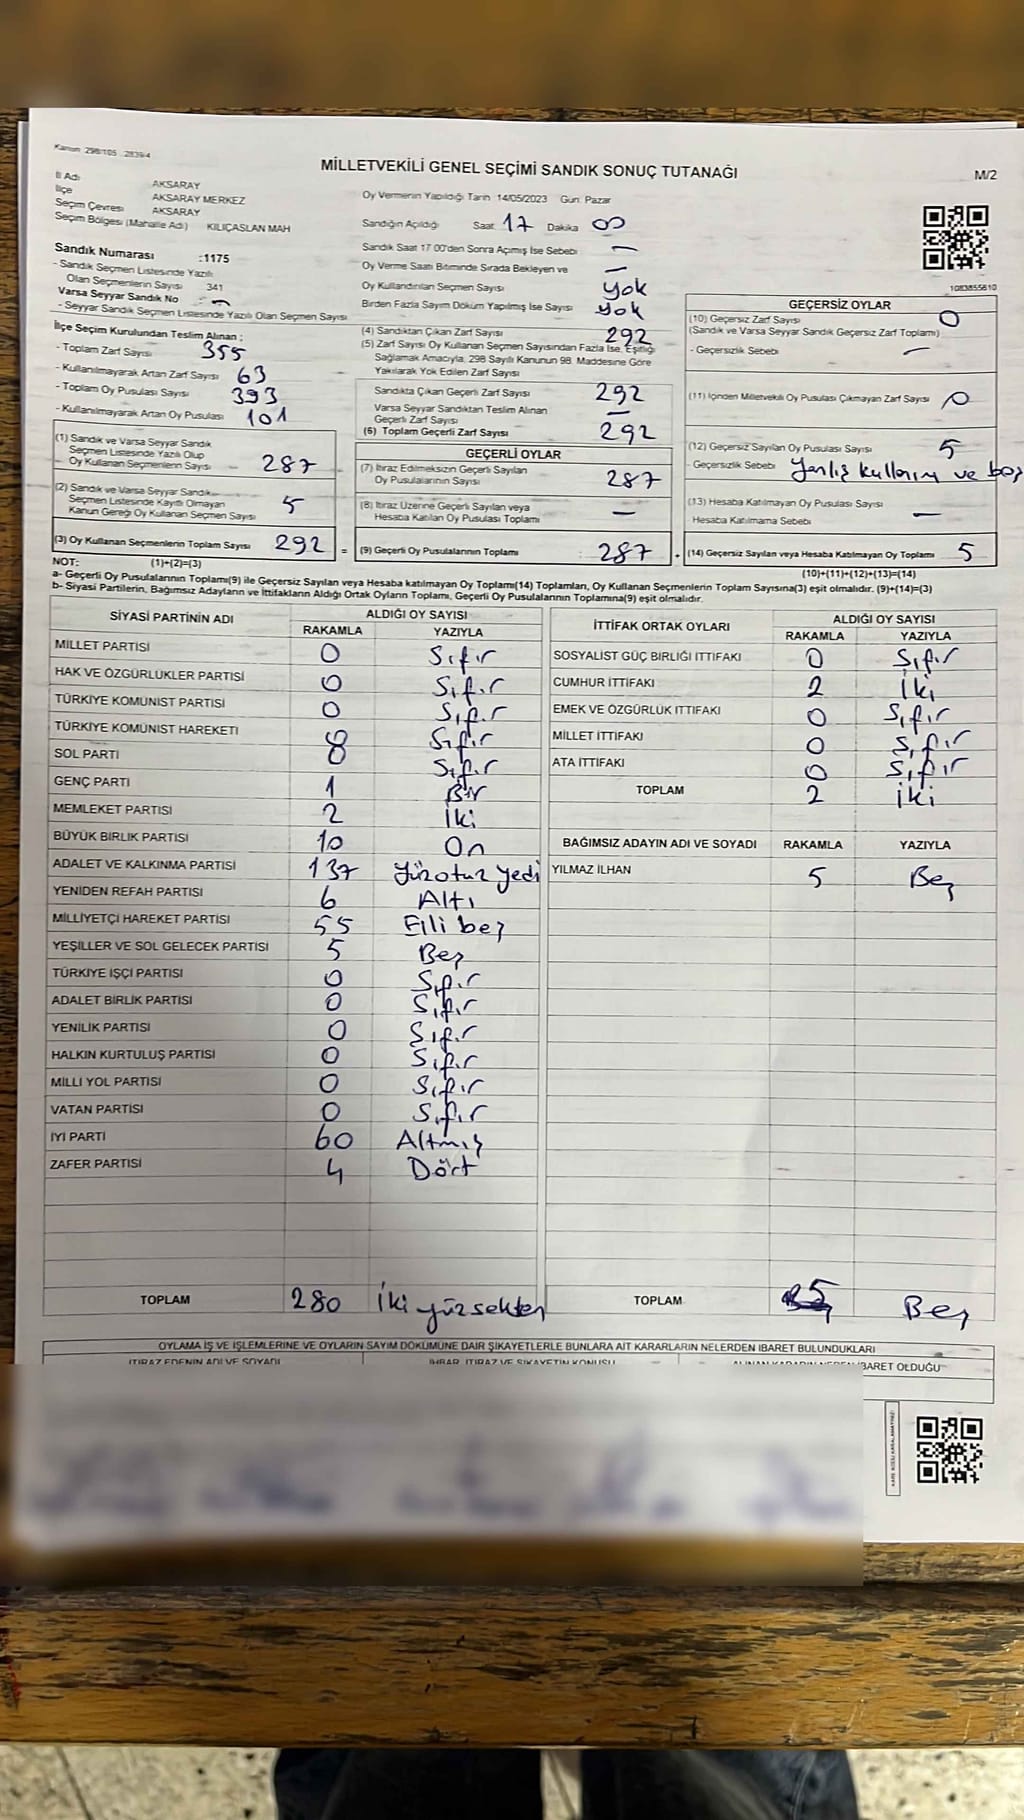 Kanun 298/105 2839/4
MİLLETVEKİLİ GENEL SEÇİMİ SANDIK SONUÇ TUTANAĞI
M/2
İl Adı AKSARAY
İlçe AKSARAY MERKEZ
Seçim Çevresi AKSARAY
Seçim Bölgesi (Mahalle Adı) KILIÇASLAN MAH
Oy Vermenin Yapıldığı Tarih 14/05/2023 Gün: Pazar
Sandığın Açıldığı Saat 17 Dakika 00
Sandık Saat 17 00'den Sonra Açımış İse Sebebi —
Oy Verme Saati Bitiminde Sırada Bekleyen ve —
Oy Kullandırılan Seçmen Sayısı yok
Birden Fazla Sayım Döküm Yapılmış İse Sayısı yok
Sandık Numarası :1175
- Sandık Seçmen Listesinde Yazılı
Olan Seçmenlerin Sayısı 341
Varsa Seyyar Sandık No : —
- Seyyar Sandık Seçmen Listesinde Yazılı Olan Seçmen Sayısı
İlçe Seçim Kurulundan Teslim Alınan :
- Toplam Zarf Sayısı 355
- Kullanılmayarak Artan Zarf Sayısı 63
- Toplam Oy Pusulası Sayısı 393
- Kullanılmayarak Artan Oy Pusulası 101
(1) Sandık ve Varsa Seyyar Sandık
Seçmen Listesinde Yazılı Olup
Oy Kullanan Seçmenlerin Sayısı 287
(2) Sandık ve Varsa Seyyar Sandık
Seçmen Listesinde Kayıtlı Olmayan
Kanun Gereği Oy Kullanan Seçmen Sayısı 5
(3) Oy Kullanan Seçmenlerin Toplam Sayısı 292 =
(4) Sandıktan Çıkan Zarf Sayısı 292
(5) Zarf Sayısı Oy Kullanan Seçmen Sayısından Fazla İse, Eşitliği
Sağlamak Amacıyla, 298 Sayılı Kanunun 98. Maddesine Göre
Yakılarak Yok Edilen Zarf Sayısı
Sandıkta Çıkan Geçerli Zarf Sayısı 292
Varsa Seyyar Sandıktan Teslim Alınan
Geçerli Zarf Sayısı —
(6) Toplam Geçerli Zarf Sayısı 292
GEÇERLİ OYLAR
(7) İtiraz Edilmeksizin Geçerli Sayılan
Oy Pusulalarının Sayısı 287
(8) İtiraz Üzerine Geçerli Sayılan veya
Hesaba Katılan Oy Pusulası Toplamı —
(9) Geçerli Oy Pusulalarının Toplamı : 287 +
1083855610
GEÇERSİZ OYLAR
(10) Geçersiz Zarf Sayısı 0
(Sandık ve Varsa Seyyar Sandık Geçersiz Zarf Toplamı)
- Geçersizlik Sebebi —
(11) İçinden Milletvekili Oy Pusulası Çıkmayan Zarf Sayısı 0
(12) Geçersiz Sayılan Oy Pusulası Sayısı 5
- Geçersizlik Sebebi Yanlış kullanım ve boş
(13) Hesaba Katılmayan Oy Pusulası Sayısı —
Hesaba Katılmama Sebebi
(14) Geçersiz Sayılan veya Hesaba Katılmayan Oy Toplamı 5
NOT: (1)+(2)=(3) (10)+(11)+(12)+(13)=(14)
a- Geçerli Oy Pusulalarının Toplamı(9) ile Geçersiz Sayılan veya Hesaba katılmayan Oy Toplamı(14) Toplamları, Oy Kullanan Seçmenlerin Toplam Sayısına(3) eşit olmalıdır. (9)+(14)=(3)
b- Siyasi Partilerin, Bağımsız Adayların ve İttifakların Aldığı Ortak Oyların Toplamı, Geçerli Oy Pusulalarının Toplamına(9) eşit olmalıdır.
SİYASİ PARTİNİN ADI ALDIĞI OY SAYISI
RAKAMLA YAZIYLA
MİLLET PARTİSİ 0 Sıfır
HAK VE ÖZGÜRLÜKLER PARTİSİ 0 Sıfır
TÜRKİYE KOMÜNİST PARTİSİ 0 Sıfır
TÜRKİYE KOMÜNİST HAREKETİ 0 Sıfır
SOL PARTİ 0 Sıfır
GENÇ PARTİ 1 Bir
MEMLEKET PARTİSİ 2 İki
BÜYÜK BİRLİK PARTİSİ 10 On
ADALET VE KALKINMA PARTİSİ 137 Yüzotuz yedi
YENİDEN REFAH PARTİSİ 6 Altı
MİLLİYETÇİ HAREKET PARTİSİ 55 Elli beş
YEŞİLLER VE SOL GELECEK PARTİSİ 5 Beş
TÜRKİYE İŞÇİ PARTİSİ 0 Sıfır
ADALET BİRLİK PARTİSİ 0 Sıfır
YENİLİK PARTİSİ 0 Sıfır
HALKIN KURTULUŞ PARTİSİ 0 Sıfır
MİLLİ YOL PARTİSİ 0 Sıfır
VATAN PARTİSİ 0 Sıfır
İYİ PARTİ 60 Altmış
ZAFER PARTİSİ 4 Dört
TOPLAM 280 İki yüzseksen
İTTİFAK ORTAK OYLARI ALDIĞI OY SAYISI
RAKAMLA YAZIYLA
SOSYALİST GÜÇ BİRLİĞİ İTTİFAKI 0 Sıfır
CUMHUR İTTİFAKI 2 İki
EMEK VE ÖZGÜRLÜK İTTİFAKI 0 Sıfır
MİLLET İTTİFAKI 0 Sıfır
ATA İTTİFAKI 0 Sıfır
TOPLAM 2 İki
BAĞIMSIZ ADAYIN ADI VE SOYADI RAKAMLA YAZIYLA
YILMAZ İLHAN 5 Beş
TOPLAM 5 Beş
OYLAMA İŞ VE İŞLEMLERİNE VE OYLARIN SAYIM DÖKÜMÜNE DAİR ŞİKAYETLERLE BUNLARA AİT KARARLARIN NELERDEN İBARET BULUNDUKLARI
İTİRAZ EDENİN ADI VE SOYADI İHBAR, İTİRAZ VE ŞİKAYETİN KONUSU ALINAN KARARIN NEDEN İBARET OLDUĞU